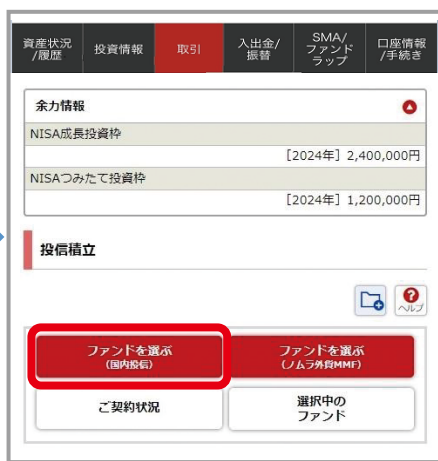 資産状況
/履歴
投資情報
取引
入出金/
振替
SMA/
ファンド
ラップ
口座情報
/手続き
余力情報
NISA成長投資枠
[2024年] 2,400,000円
NISAつみたて投資枠
[2024年] 1,200,000円
投信積立
ヘルプ
ファンドを選ぶ
(国内投信)
ファンドを選ぶ
(ノムラ外貨MMF)
ご契約状況
選択中の
ファンド